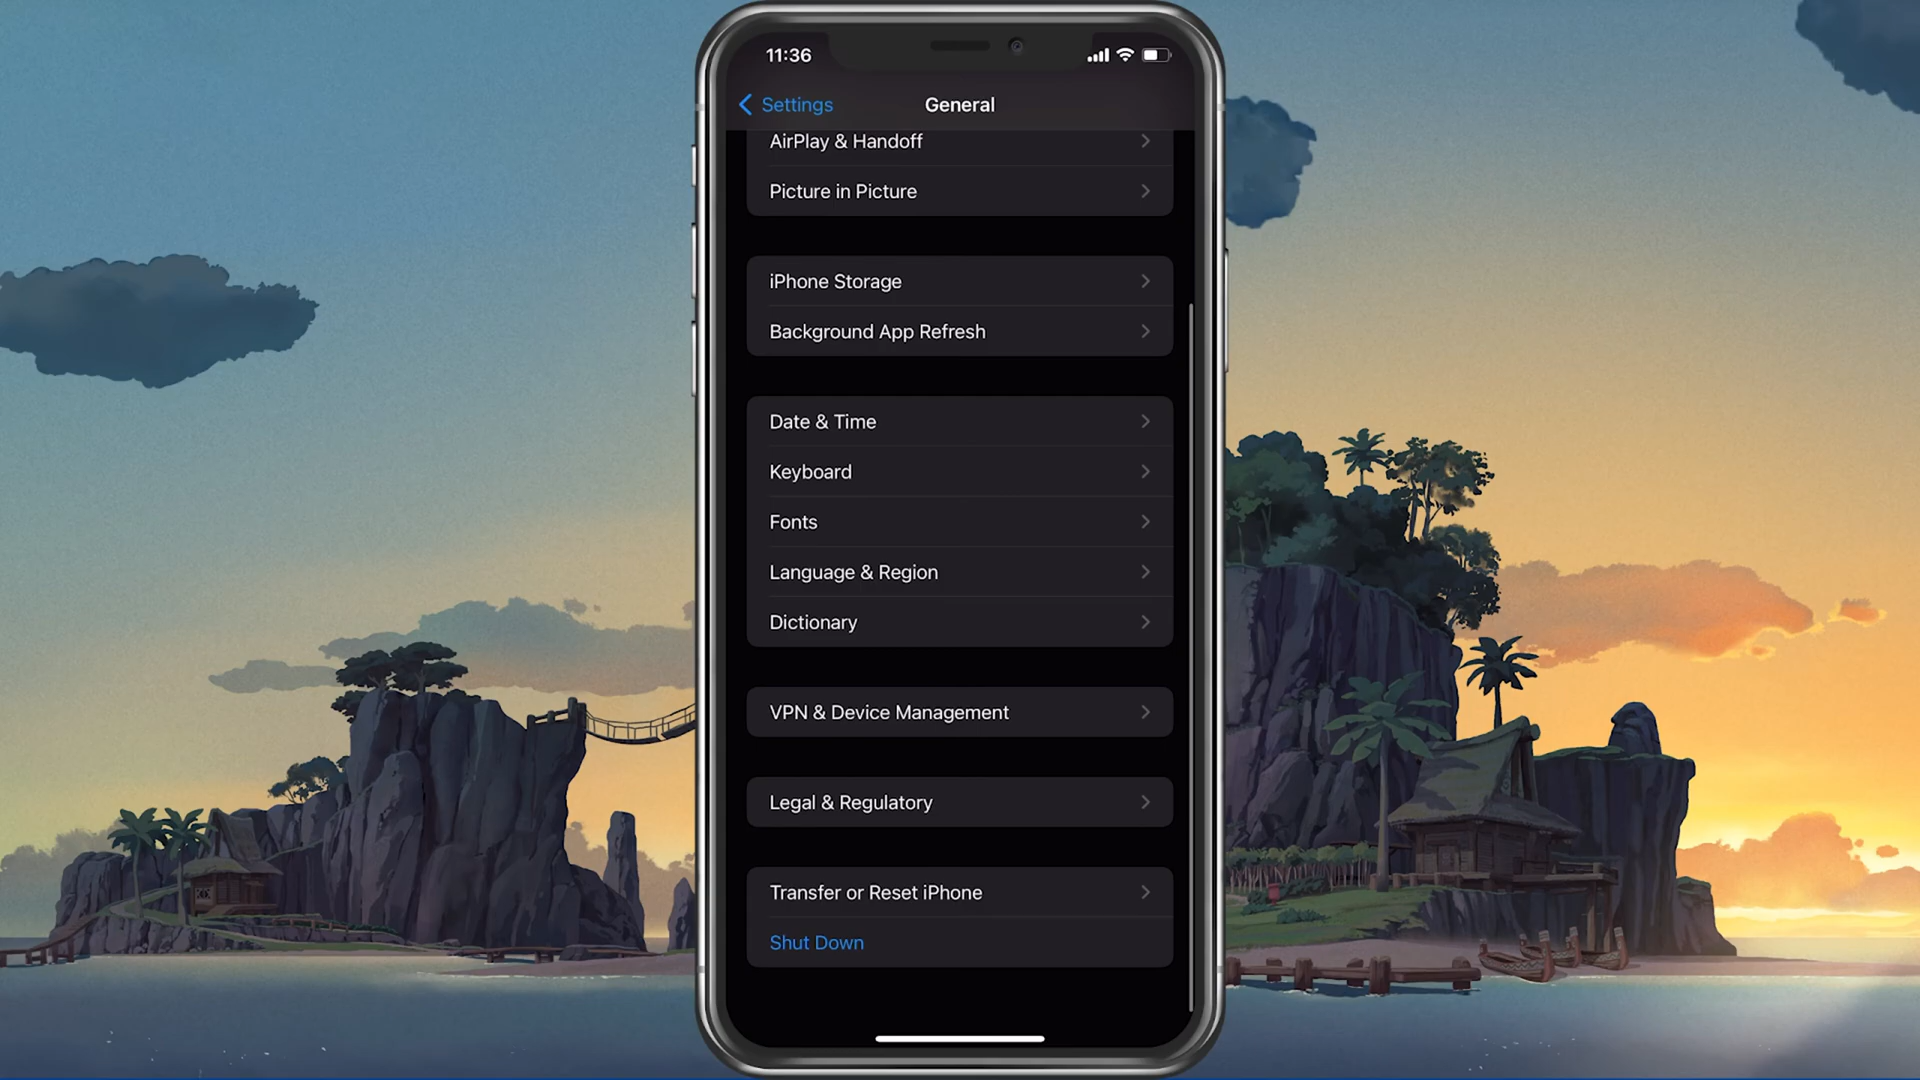 11:36
Settings
General
AirPlay & Handoff
Picture in Picture
iPhone Storage
Background App Refresh
Date & Time
Keyboard
Fonts
Language & Region
Dictionary
VPN & Device Management
Legal & Regulatory
Transfer or Reset iPhone
Shut Down